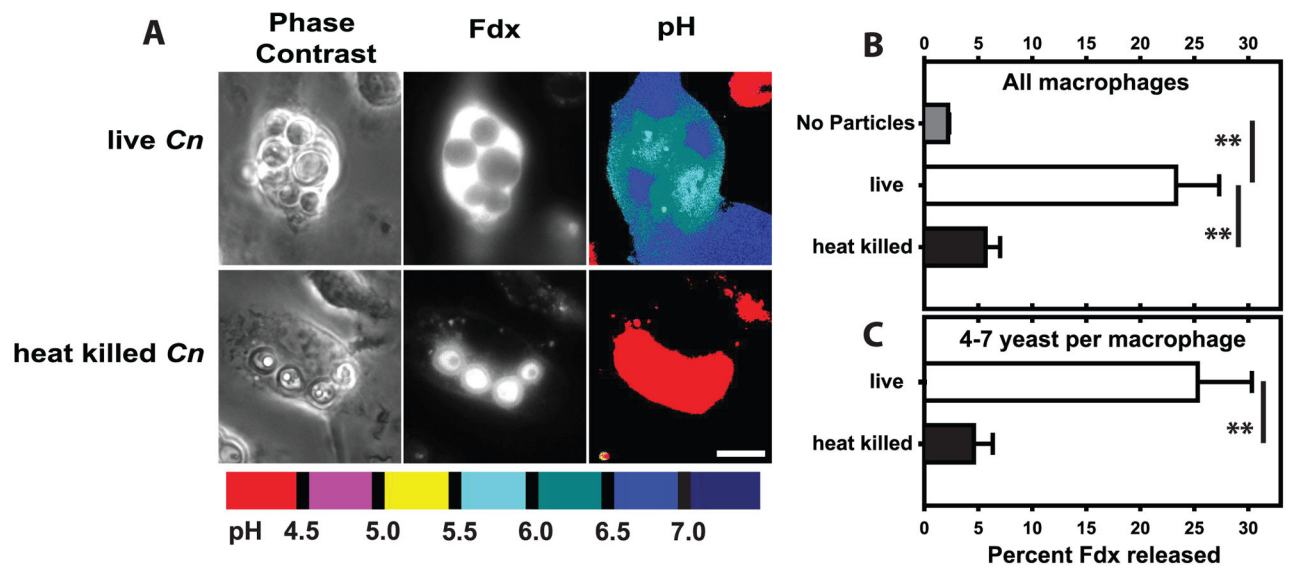 A
Phase
Contrast
Fdx
pH
live Cn
heat killed Cn
pH 4.5 5.0 5.5 6.0 6.5 7.0
B
0 5 10 15 20 25 30
All macrophages
No Particles
**
live
**
heat killed
C
4-7 yeast per macrophage
live
**
heat killed
0 5 10 15 20 25 30
Percent Fdx released